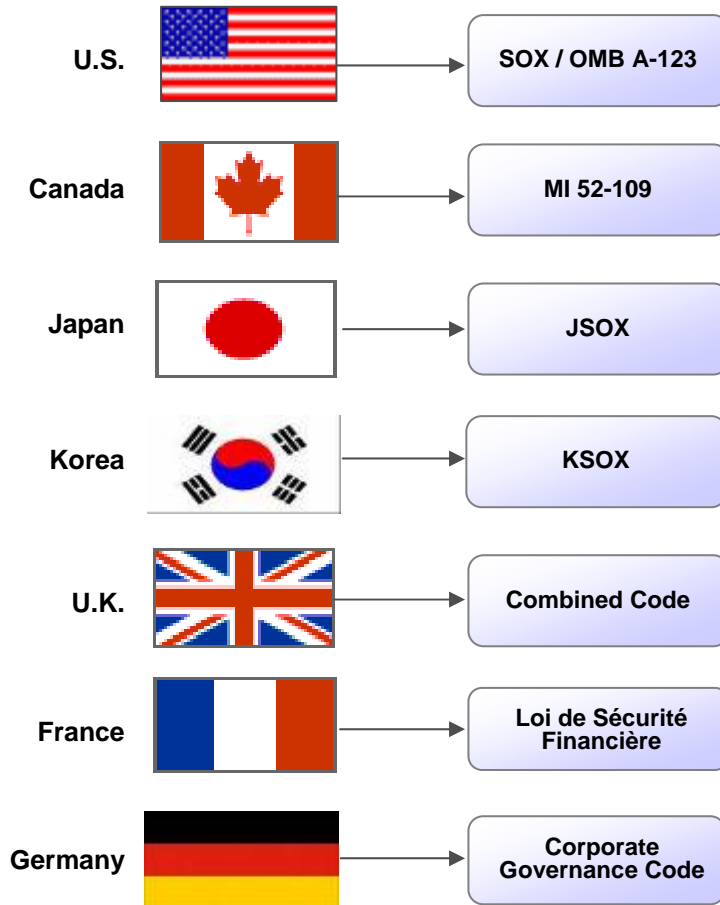 U.S.
SOX / OMB A-123
Canada
MI 52-109
Japan
JSOX
Korea
KSOX
U.K.
Combined Code
France
Loi de Sécurité
Financière
Germany
Corporate
Governance Code